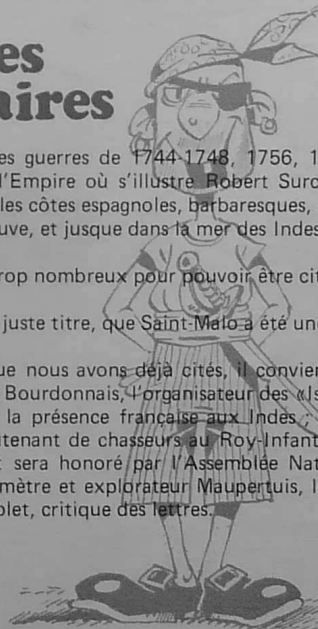 es
aires
es guerres de 1744-1748, 1756, 1
l'Empire où s'illustre Robert Surc
les côtes espagnoles, barbaresques,
uve, et jusque dans la mer des Indes
rop nombreux pour pouvoir être cit
juste titre, que Saint-Malo a été un
ue nous avons déjà cités, il convier
Bourdonnais, l'organisateur des «Is
la présence française aux Indes ;
utenant de chasseurs au Roy-Infant
sera honoré par l'Assemblée Nat
mètre et explorateur Maupertuis, l
blet, critique des lettres.